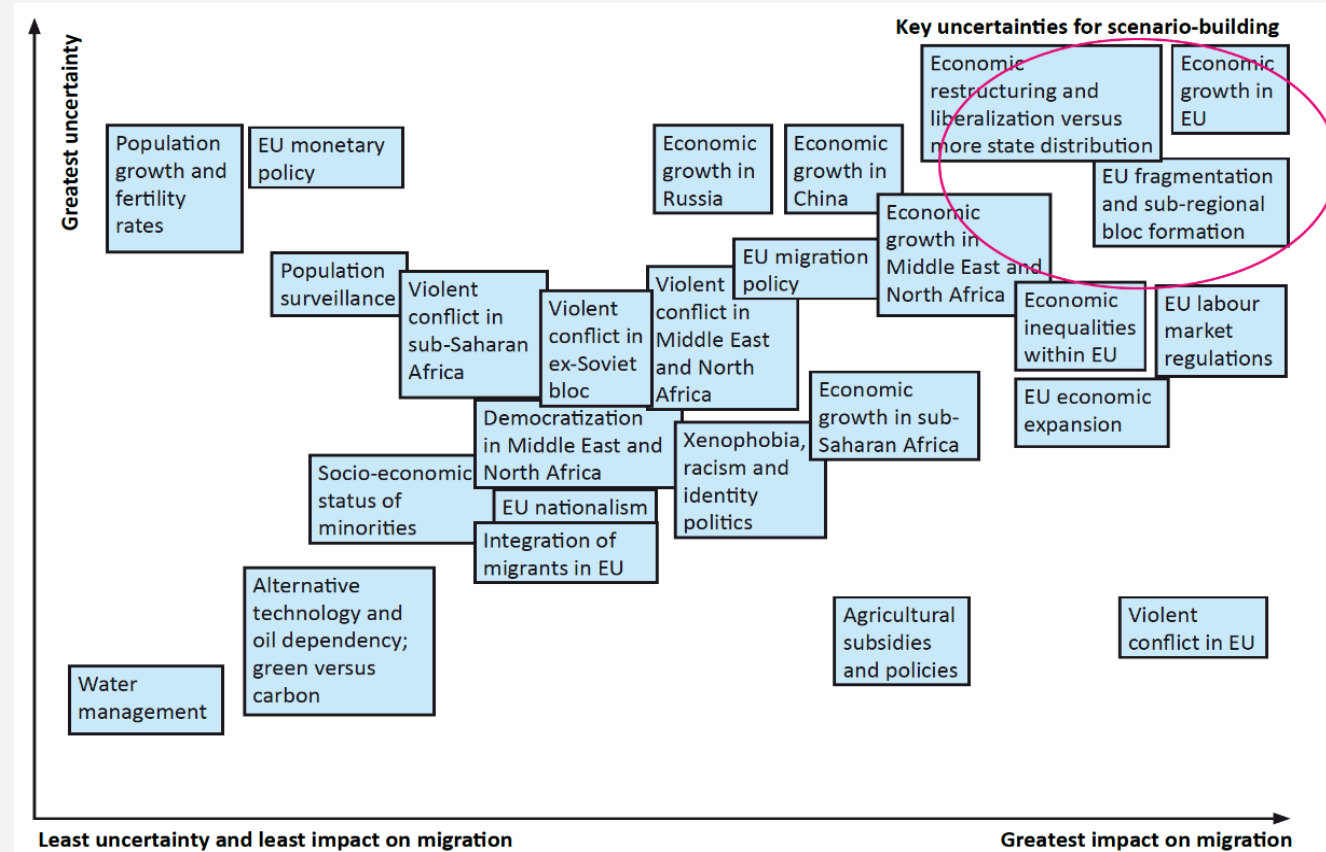 Key uncertainties for scenario-building
Greatest uncertainty
Economic
restructuring and
liberalization versus
more state distribution
Economic
growth in
EU
Population
growth and
fertility
rates
EU monetary
policy
Economic
growth in
Russia
Economic
growth in
China
EU fragmentation
and sub-regional
bloc formation
Economic
growth in
Middle East and
North Africa
EU migration
policy
Population
surveillance
Violent
conflict in
sub-Saharan
Africa
Violent
conflict in
ex-Soviet
bloc
Violent
conflict in
Middle East
and North
Africa
Economic
inequalities
within EU
EU labour
market
regulations
Economic
growth in sub-
Saharan Africa
EU economic
expansion
Democratization
in Middle East and
North Africa
Xenophobia,
racism and
identity
politics
Socio-economic
status of
minorities
EU nationalism
Integration of
migrants in EU
Alternative
technology and
oil dependency;
green versus
carbon
Agricultural
subsidies
and policies
Violent
conflict in EU
Water
management
Least uncertainty and least impact on migration
Greatest impact on migration